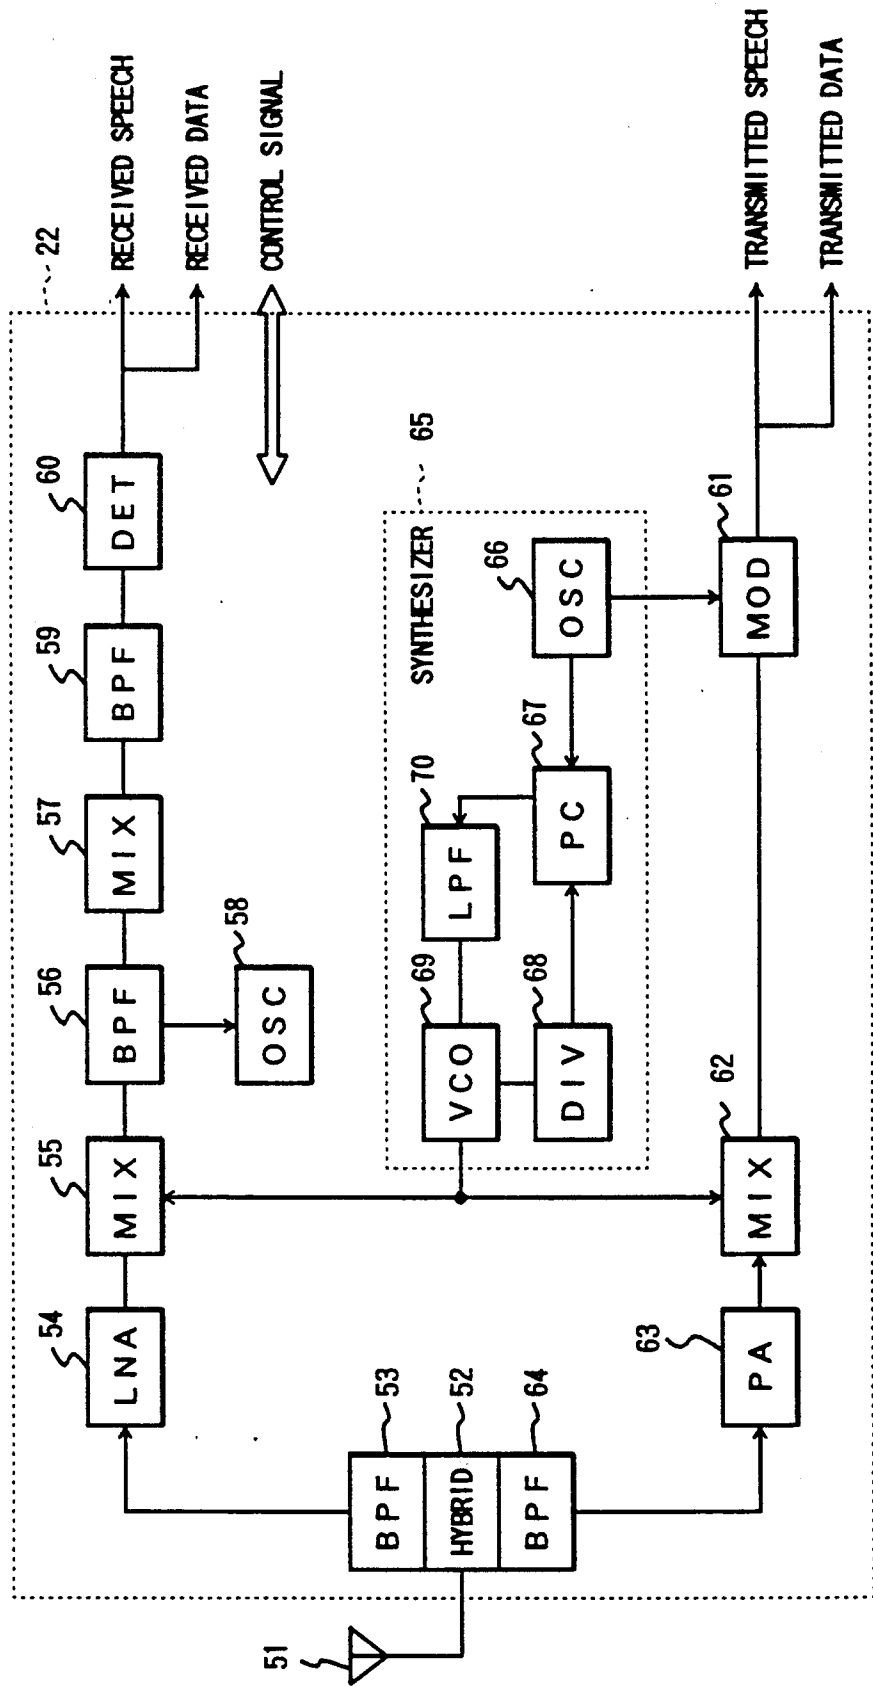 22
RECEIVED SPEECH
RECEIVED DATA
CONTROL SIGNAL
51
BPF
53
HYBRID
52
BPF
64
LNA
54
MIX
55
BPF
56
MIX
57
BPF
59
DET
60
OSC
58
SYNTHESIZER
65
VCO
69
LPF
70
DIV
68
PC
67
OSC
66
PA
63
MIX
62
MOD
61
TRANSMITTED SPEECH
TRANSMITTED DATA